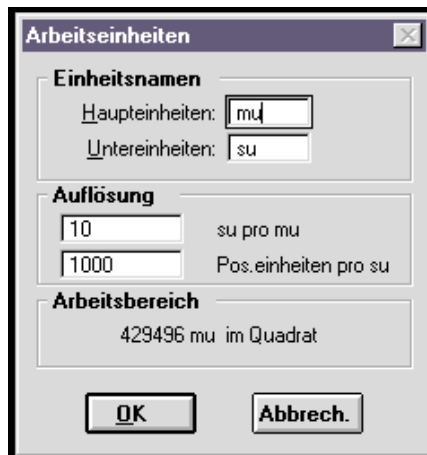 Arbeitseinheiten
Einheitsnamen
Haupteinheiten: mu
Untereinheiten: su
Auflösung
10 su pro mu
1000 Pos.einheiten pro su
Arbeitsbereich
429496 mu im Quadrat
OK Abbrech.